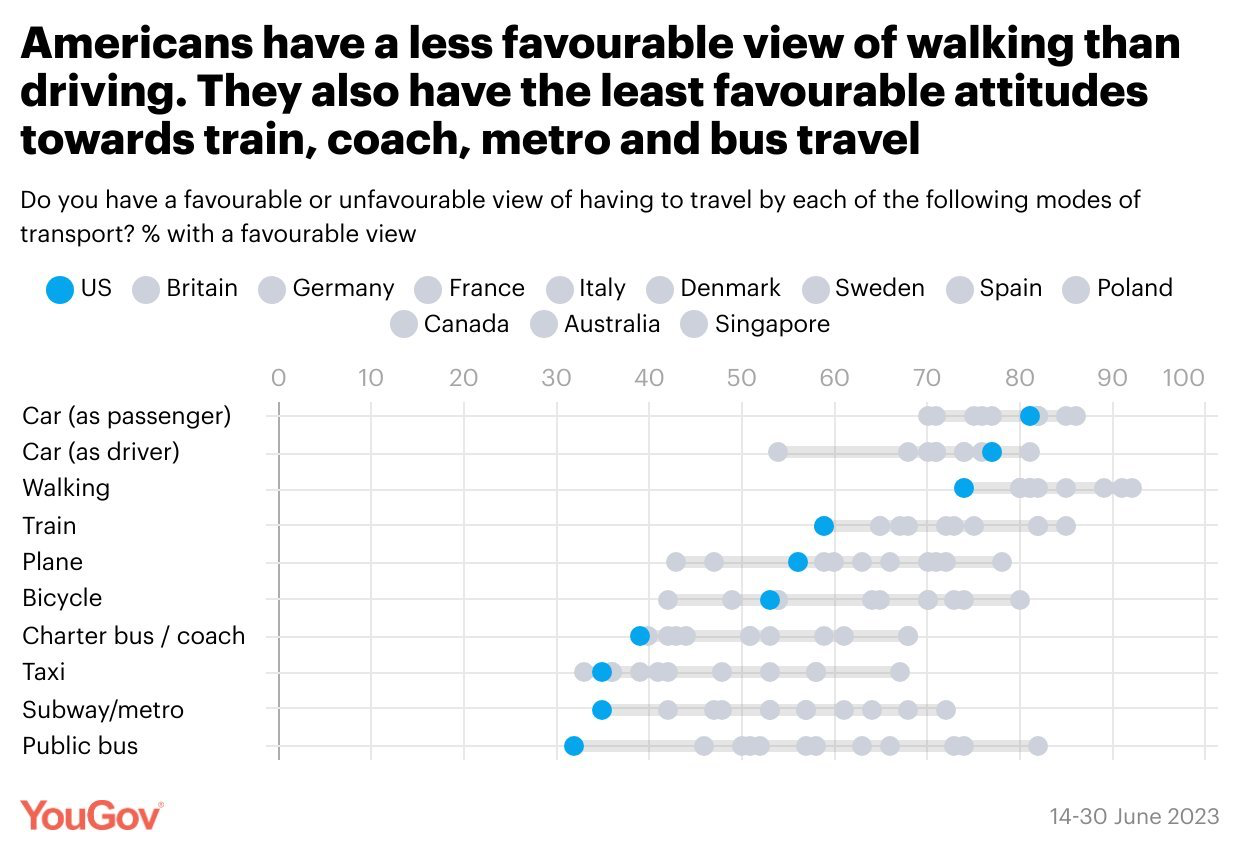 Americans have a less favourable view of walking than
driving. They also have the least favourable attitudes
towards train, coach, metro and bus travel
Do you have a favourable or unfavourable view of having to travel by each of the following modes of
transport? % with a favourable view
US Britain Germany France Italy Denmark Sweden Spain Poland
Canada Australia Singapore
0 10 20 30 40 50 60 70 80 90 100
Car (as passenger)
Car (as driver)
Walking
Train
Plane
Bicycle
Charter bus / coach
Taxi
Subway/metro
Public bus
YouGov® 14-30 June 2023